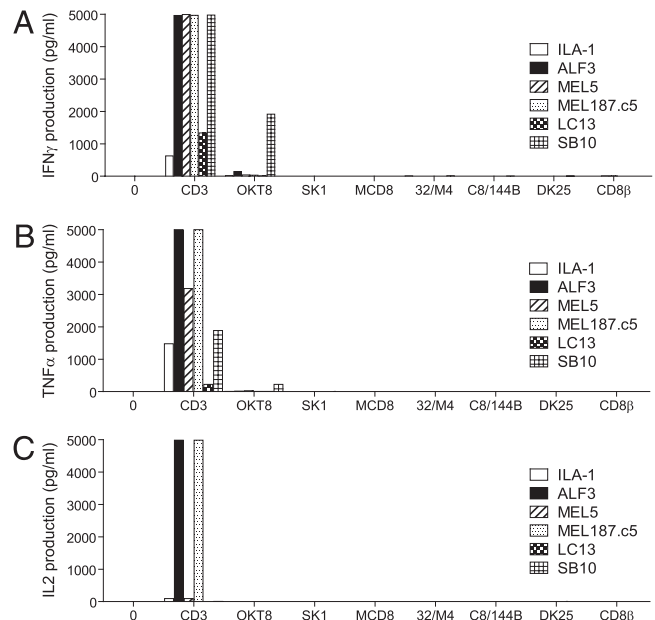 A
IFNγ production (pg/ml)
5000
4000
3000
2000
1000
0
ILA-1
ALF3
MEL5
MEL187.c5
LC13
SB10
0 CD3 OKT8 SK1 MCD8 32/M4 C8/144B DK25 CD8β
B
TNFα production (pg/ml)
5000
4000
3000
2000
1000
0
ILA-1
ALF3
MEL5
MEL187.c5
LC13
SB10
0 CD3 OKT8 SK1 MCD8 32/M4 C8/144B DK25 CD8β
C
IL2 production (pg/ml)
5000
4000
3000
2000
1000
0
ILA-1
ALF3
MEL5
MEL187.c5
LC13
SB10
0 CD3 OKT8 SK1 MCD8 32/M4 C8/144B DK25 CD8β